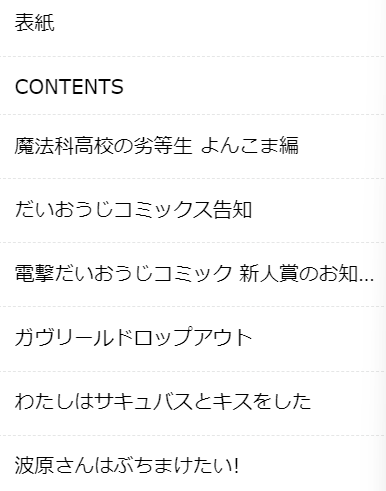 表紙
CONTENTS
魔法科高校の劣等生 よんこま編
だいおうじコミックス告知
電撃だいおうじコミック 新人賞のお知...
ガヴリールドロップアウト
わたしはサキュバスとキスをした
波原さんはぶちまけたい!